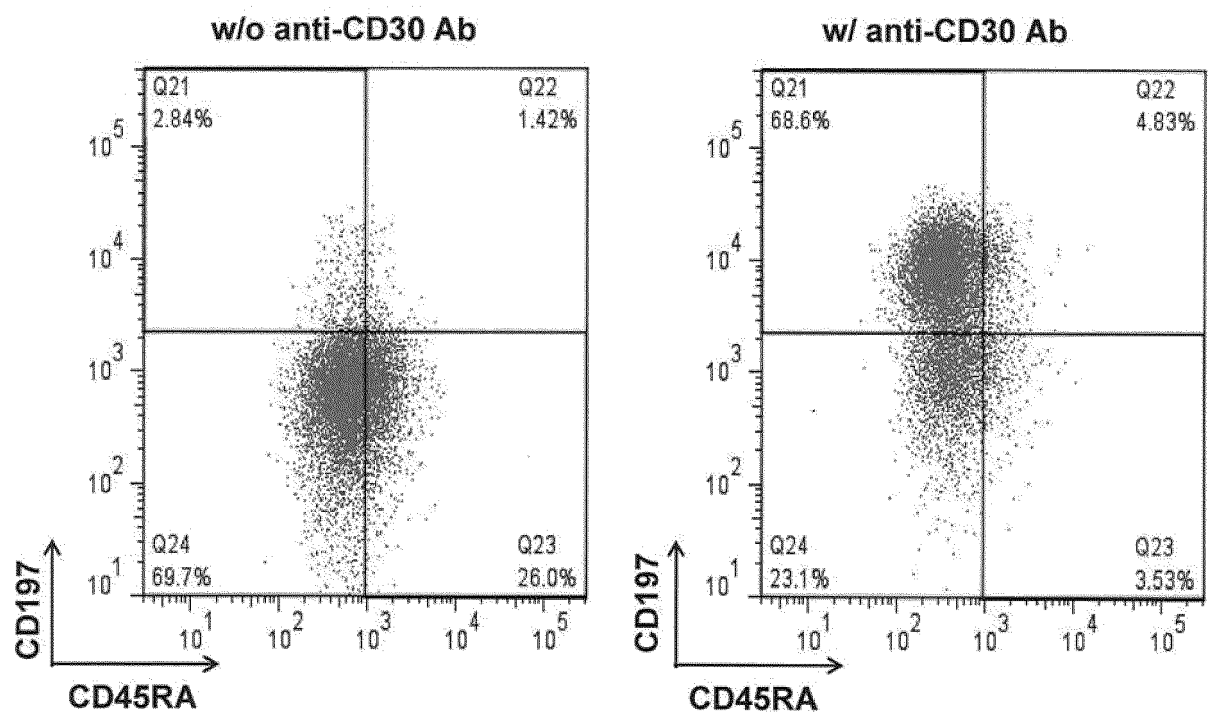 w/o anti-CD30 Ab
Q21
2.84%
Q22
1.42%
10^5
10^4
10^3
10^2
10^1
Q24
69.7%
Q23
26.0%
10^1 10^2 10^3 10^4 10^5
CD197
CD45RA
w/ anti-CD30 Ab
Q21
68.6%
Q22
4.83%
10^5
10^4
10^3
10^2
10^1
Q24
23.1%
Q23
3.53%
10^1 10^2 10^3 10^4 10^5
CD197
CD45RA